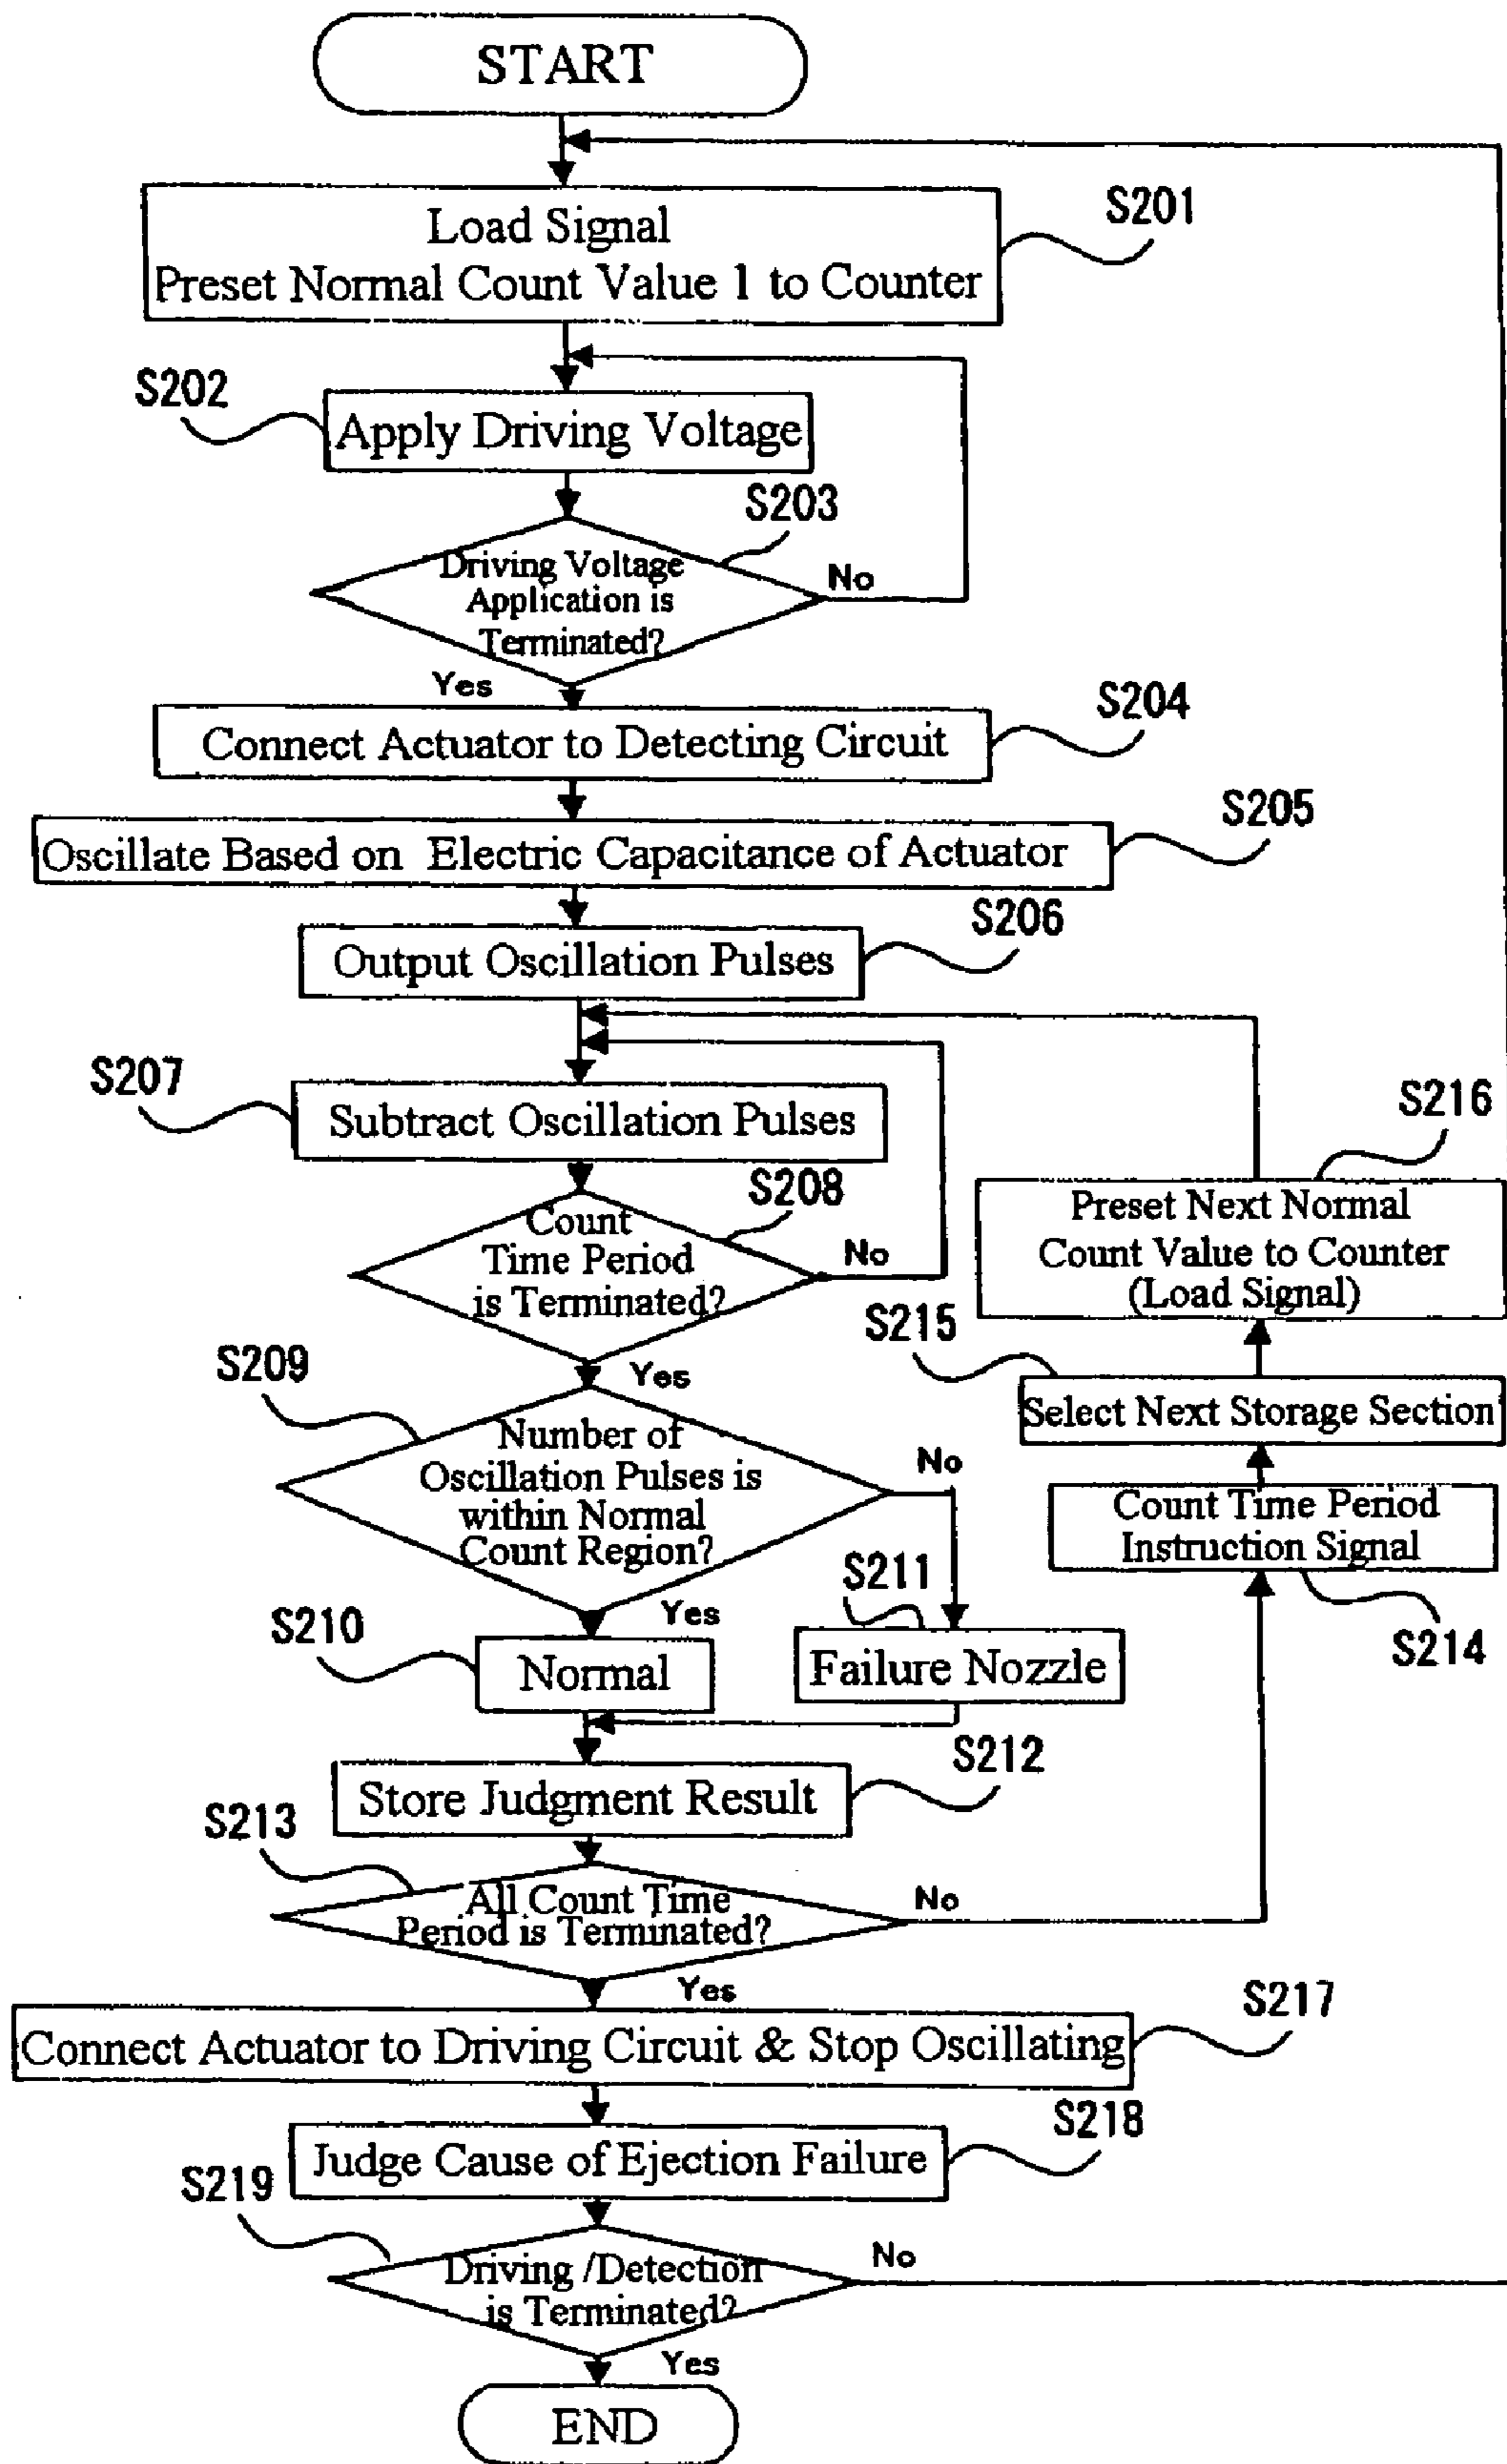 START
S201
Load Signal
Preset Normal Count Value 1 to Counter
S202
Apply Driving Voltage
S203
Driving Voltage
Application is
Terminated?
No
Yes
S204
Connect Actuator to Detecting Circuit
S205
Oscillate Based on Electric Capacitance of Actuator
S206
Output Oscillation Pulses
S207
Subtract Oscillation Pulses
S208
Count
Time Period
is Terminated?
No
Yes
S209
Number of
Oscillation Pulses is
within Normal
Count Region?
No
Yes
S210
Normal
S211
Failure Nozzle
S212
Store Judgment Result
S213
All Count Time
Period is Terminated?
No
Yes
S216
Preset Next Normal
Count Value to Counter
(Load Signal)
S215
Select Next Storage Section
Count Time Period
Instruction Signal
S214
S217
Connect Actuator to Driving Circuit & Stop Oscillating
S218
Judge Cause of Ejection Failure
S219
Driving /Detection
is Terminated?
No
Yes
END